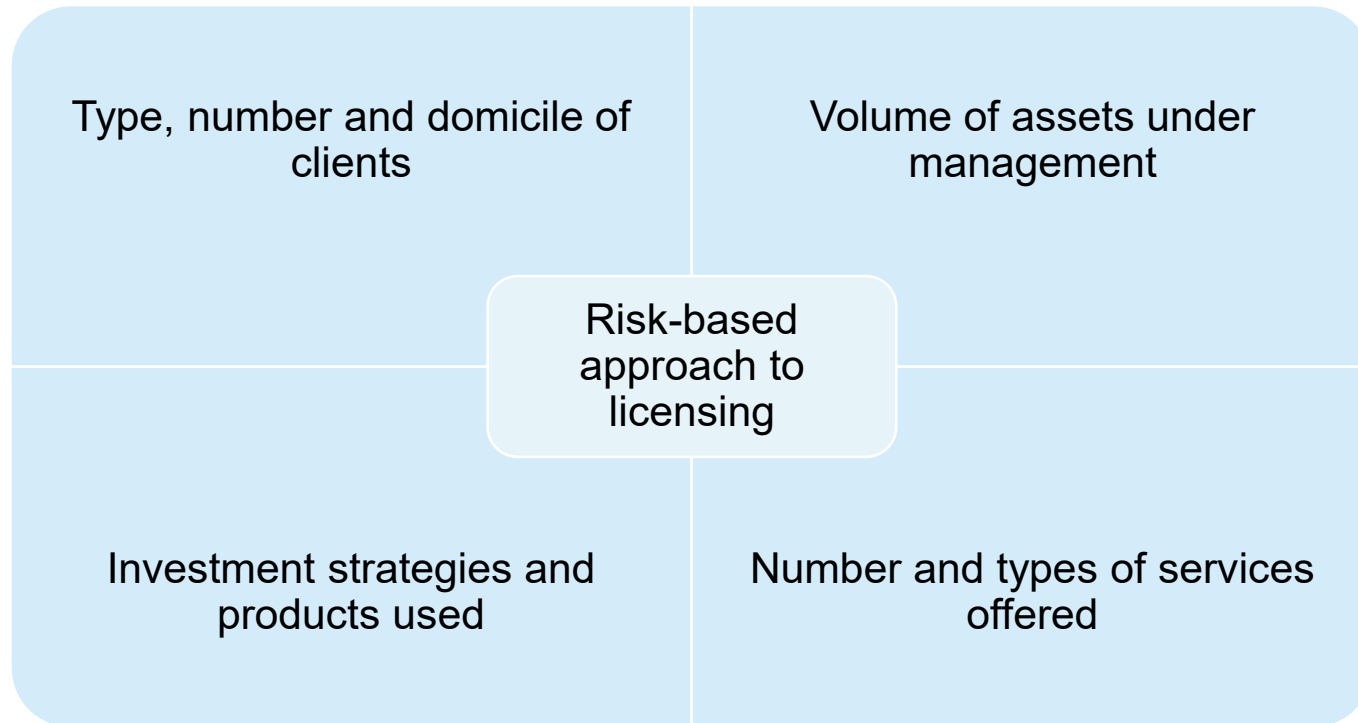 Type, number and domicile of
clients
Volume of assets under
management
Risk-based
approach to
licensing
Investment strategies and
products used
Number and types of services
offered